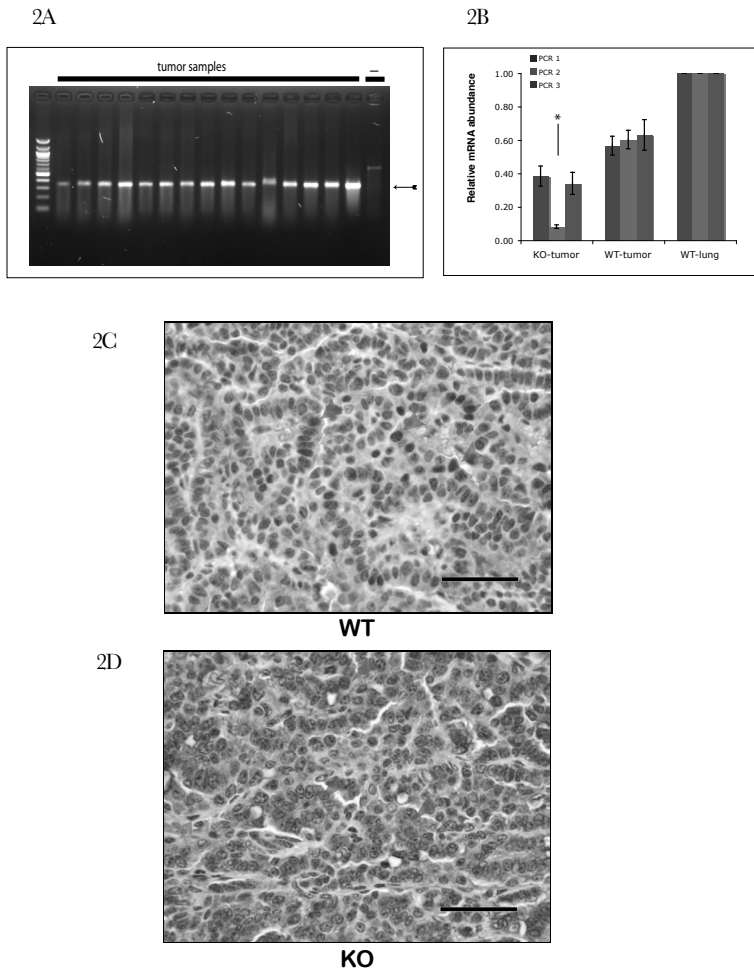 2A
tumor samples
—
2B
PCR 1
PCR 2
PCR 3
1.00
0.80
0.60
0.40
0.20
0.00
*
Relative mRNA abundance
KO-tumor
WT-tumor
WT-lung
2C
WT
2D
KO